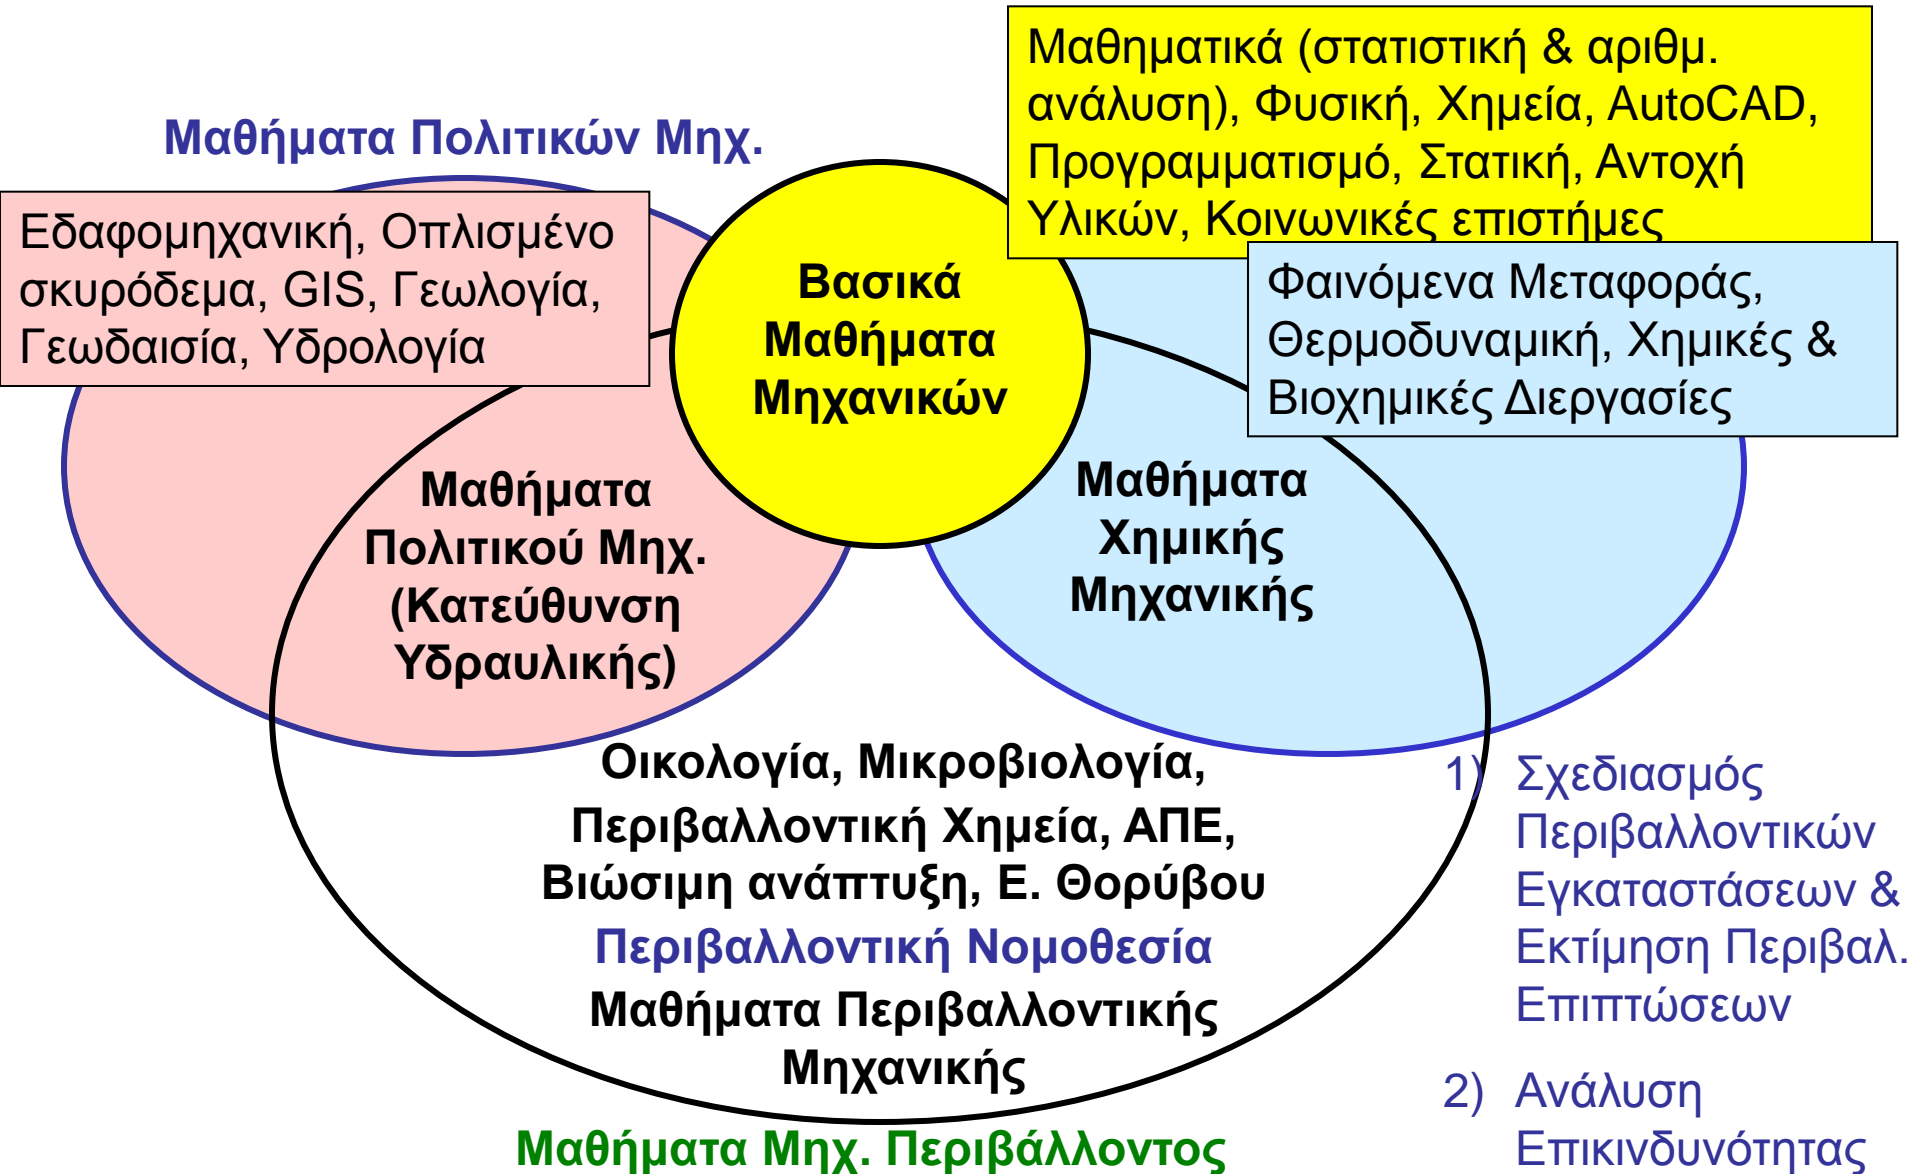 Μαθηματικά (στατιστική & αριθμ.
ανάλυση), Φυσική, Χημεία, AutoCAD,
Προγραμματισμό, Στατική, Αντοχή
Υλικών, Κοινωνικές επιστήμες
Μαθήματα Πολιτικών Μηχ.
Εδαφομηχανική, Οπλισμένο
σκυρόδεμα, GIS, Γεωλογία,
Γεωδαισία, Υδρολογία
Βασικά
Μαθήματα
Μηχανικών
Φαινόμενα Μεταφοράς,
Θερμοδυναμική, Χημικές &
Βιοχημικές Διεργασίες
Μαθήματα
Πολιτικού Μηχ.
(Κατεύθυνση
Υδραυλικής)
Μαθήματα
Χημικής
Μηχανικής
Οικολογία, Μικροβιολογία,
Περιβαλλοντική Χημεία, ΑΠΕ,
Βιώσιμη ανάπτυξη, Ε. Θορύβου
Περιβαλλοντική Νομοθεσία
Μαθήματα Περιβαλλοντικής
Μηχανικής
Μαθήματα Μηχ. Περιβάλλοντος
1) Σχεδιασμός
Περιβαλλοντικών
Εγκαταστάσεων &
Εκτίμηση Περιβαλ.
Επιπτώσεων
2) Ανάλυση
Επικινδυνότητας